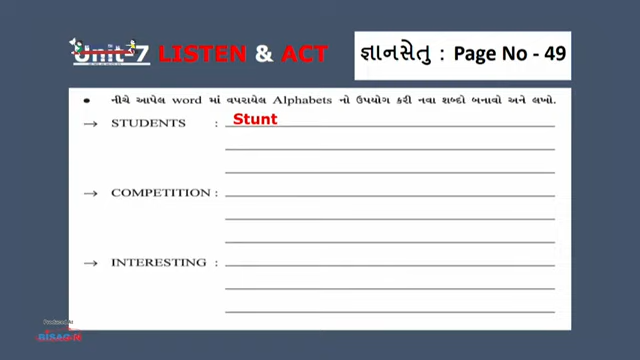 Unit-7 LISTEN & ACT
જ્ઞાનસેતુ : Page No - 49
• નીચે આપેલ word માં વપરાયેલ Alphabets નો ઉપયોગ કરી નવા શબ્દો બનાવો અને લખો.
→ STUDENTS : Stunt
→ COMPETITION :
→ INTERESTING :
BISAG-N